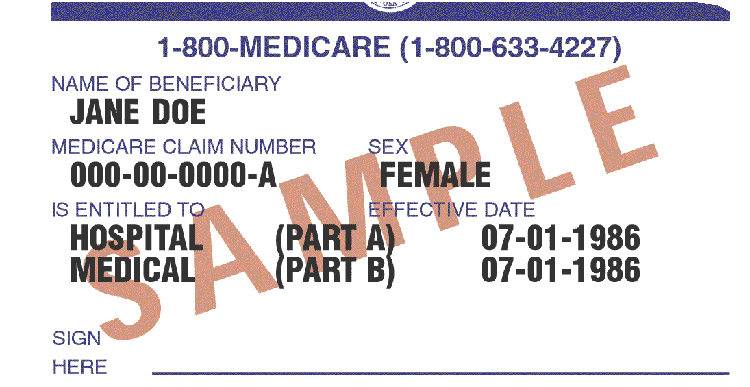 1-800-MEDICARE (1-800-633-4227)
NAME OF BENEFICIARY
JANE DOE
MEDICARE CLAIM NUMBER SEX
000-00-0000-A FEMALE
IS ENTITLED TO EFFECTIVE DATE
HOSPITAL (PART A) 07-01-1986
MEDICAL (PART B) 07-01-1986
SIGN
HERE
SAMPLE